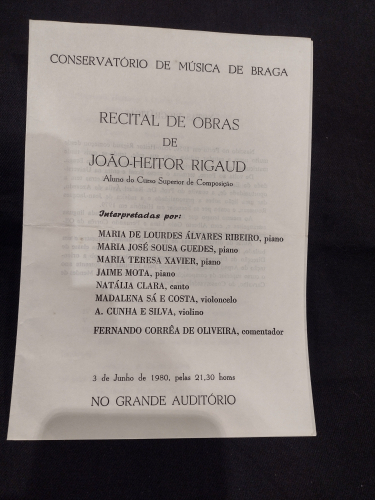 CONSERVATÓRIO DE MÚSICA DE BRAGA
RECITAL DE OBRAS
DE
JOÃO-HEITOR RIGAUD
Aluno do Curso Superior de Composição
Interpretadas por:
MARIA DE LOURDES ÁLVARES RIBEIRO, piano
MARIA JOSÉ SOUSA GUEDES, piano
MARIA TERESA XAVIER, piano
JAIME MOTA, piano
NATÁLIA CLARA, canto
MADALENA SÁ E COSTA, violoncelo
A. CUNHA E SILVA, violino
FERNANDO CORRÊA DE OLIVEIRA, comentador
3 de Junho de 1980, pelas 21,30 horas
NO GRANDE AUDITÓRIO